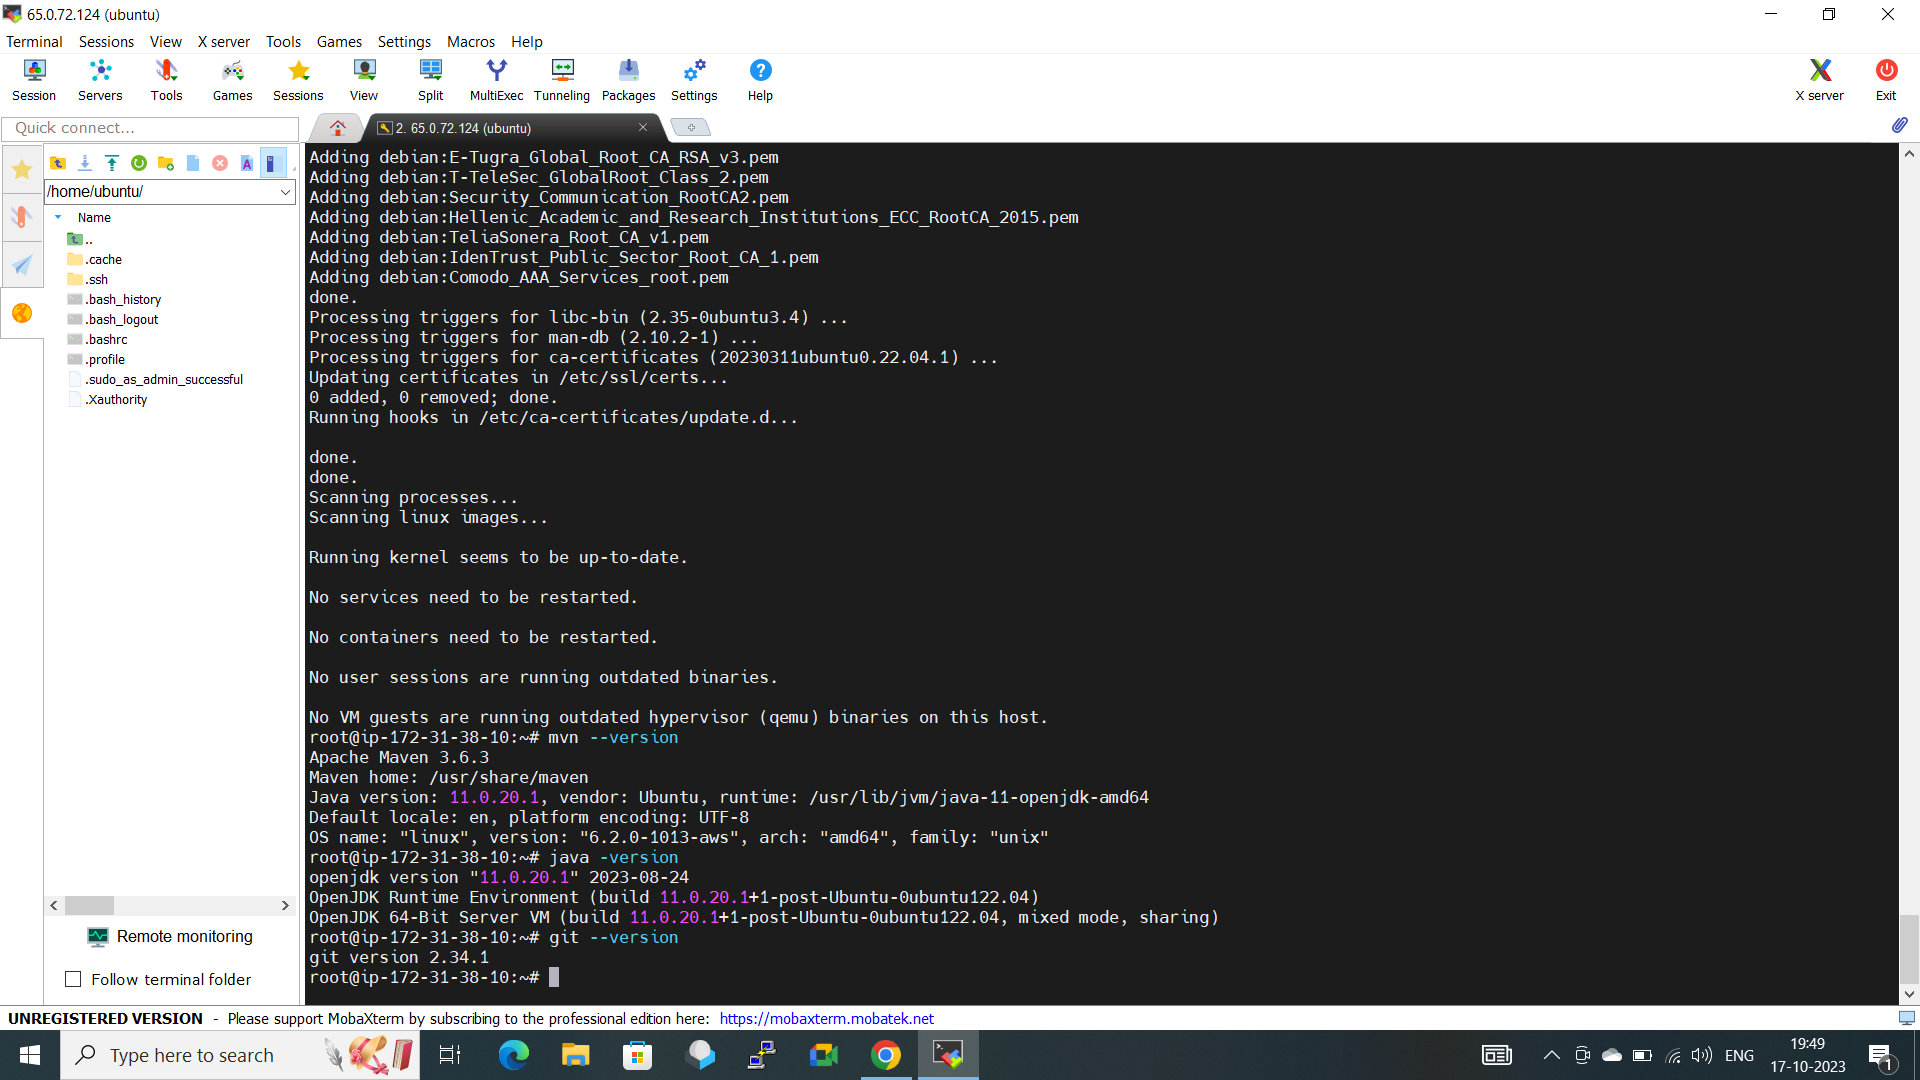 65.0.72.124 (ubuntu)
Terminal Sessions View X server Tools Games Settings Macros Help
Session Servers Tools Games Sessions View Split MultiExec Tunneling Packages Settings Help X server Exit
Quick connect...
2. 65.0.72.124 (ubuntu)
/home/ubuntu/
Name
..
.cache
.ssh
.bash_history
.bash_logout
.bashrc
.profile
.sudo_as_admin_successful
.Xauthority
Remote monitoring
Follow terminal folder
Adding debian:E-Tugra_Global_Root_CA_RSA_v3.pem
Adding debian:T-TeleSec_GlobalRoot_Class_2.pem
Adding debian:Security_Communication_RootCA2.pem
Adding debian:Hellenic_Academic_and_Research_Institutions_ECC_RootCA_2015.pem
Adding debian:TeliaSonera_Root_CA_v1.pem
Adding debian:IdenTrust_Public_Sector_Root_CA_1.pem
Adding debian:Comodo_AAA_Services_root.pem
done.
Processing triggers for libc-bin (2.35-0ubuntu3.4) ...
Processing triggers for man-db (2.10.2-1) ...
Processing triggers for ca-certificates (20230311ubuntu0.22.04.1) ...
Updating certificates in /etc/ssl/certs...
0 added, 0 removed; done.
Running hooks in /etc/ca-certificates/update.d...
done.
done.
Scanning processes...
Scanning linux images...
Running kernel seems to be up-to-date.
No services need to be restarted.
No containers need to be restarted.
No user sessions are running outdated binaries.
No VM guests are running outdated hypervisor (qemu) binaries on this host.
root@ip-172-31-38-10:~# mvn --version
Apache Maven 3.6.3
Maven home: /usr/share/maven
Java version: 11.0.20.1, vendor: Ubuntu, runtime: /usr/lib/jvm/java-11-openjdk-amd64
Default locale: en, platform encoding: UTF-8
OS name: "linux", version: "6.2.0-1013-aws", arch: "amd64", family: "unix"
root@ip-172-31-38-10:~# java -version
openjdk version "11.0.20.1" 2023-08-24
OpenJDK Runtime Environment (build 11.0.20.1+1-post-Ubuntu-0ubuntu122.04)
OpenJDK 64-Bit Server VM (build 11.0.20.1+1-post-Ubuntu-0ubuntu122.04, mixed mode, sharing)
root@ip-172-31-38-10:~# git --version
git version 2.34.1
root@ip-172-31-38-10:~#
UNREGISTERED VERSION - Please support MobaXterm by subscribing to the professional edition here: https://mobaxterm.mobatek.net
Type here to search
ENG
19:49
17-10-2023
1